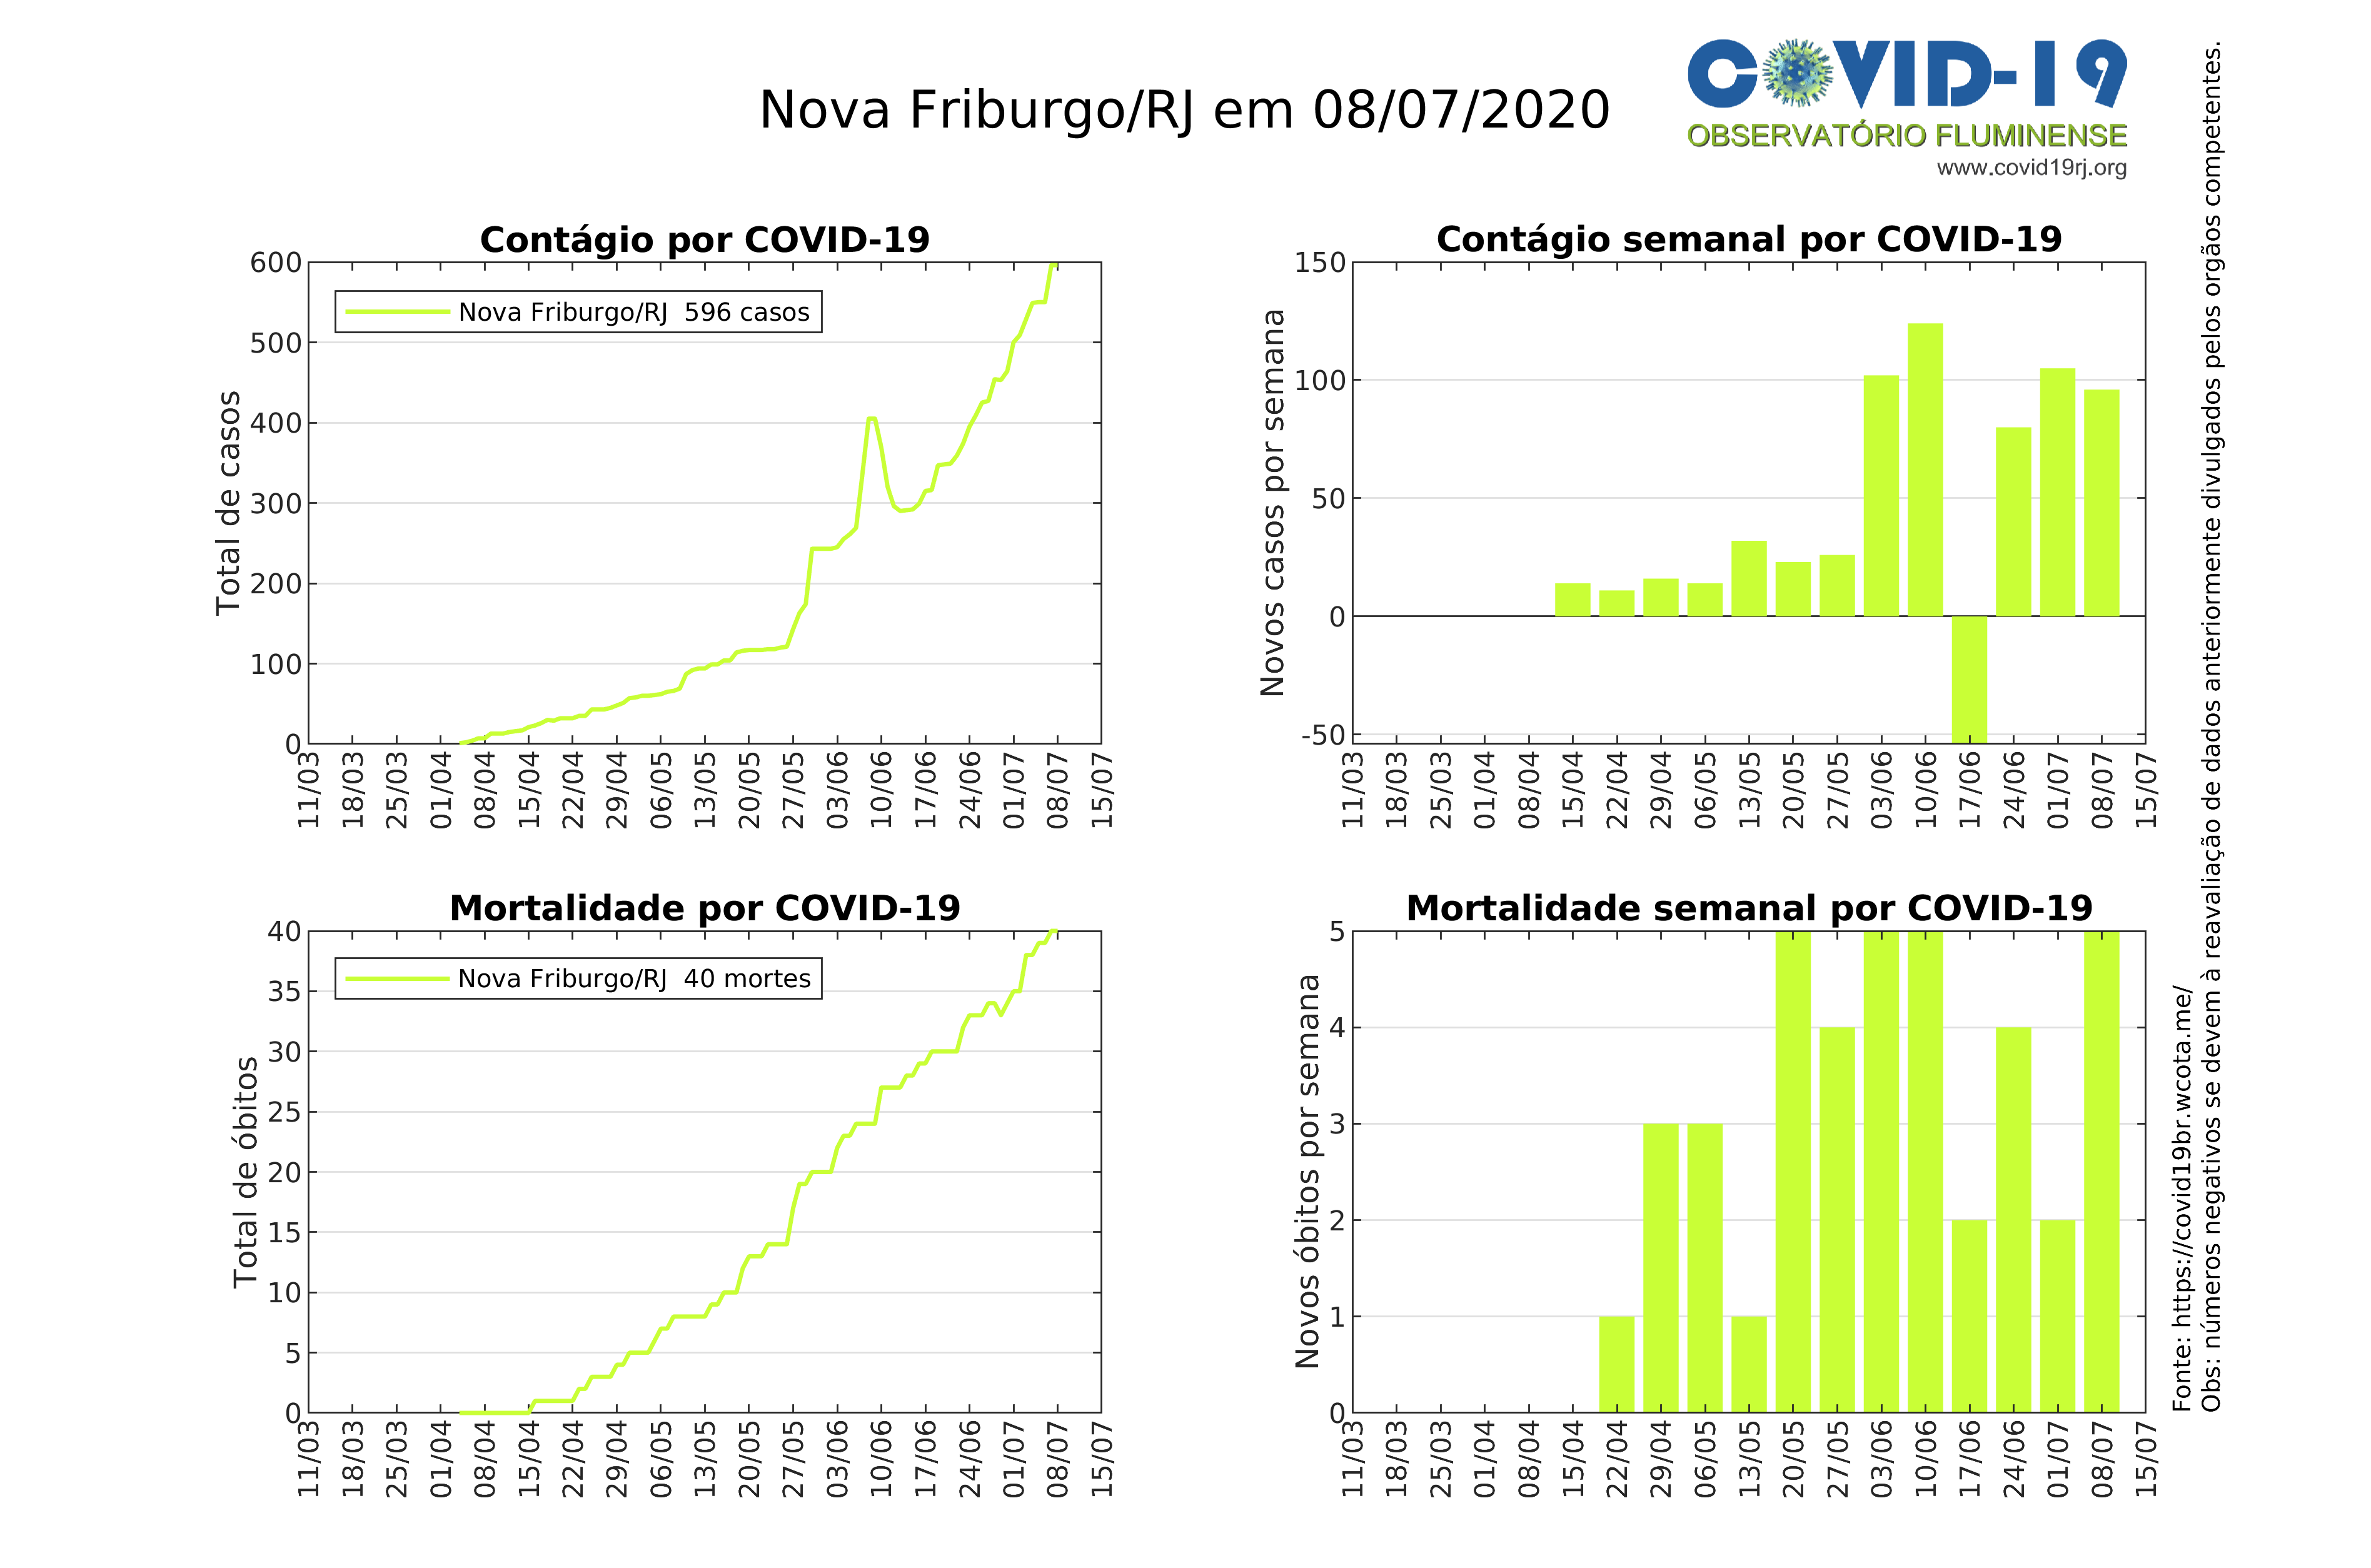 Nova Friburgo/RJ em 08/07/2020
COVID-19
OBSERVATÓRIO FLUMINENSE
www.covid19rj.org
Contágio por COVID-19
Total de casos
600
500
400
300
200
100
0
Nova Friburgo/RJ 596 casos
11/03 18/03 25/03 01/04 08/04 15/04 22/04 29/04 06/05 13/05 20/05 27/05 03/06 10/06 17/06 24/06 01/07 08/07 15/07
Contágio semanal por COVID-19
Novos casos por semana
150
100
50
0
-50
11/03 18/03 25/03 01/04 08/04 15/04 22/04 29/04 06/05 13/05 20/05 27/05 03/06 10/06 17/06 24/06 01/07 08/07 15/07
Mortalidade por COVID-19
Total de óbitos
40
35
30
25
20
15
10
5
0
Nova Friburgo/RJ 40 mortes
11/03 18/03 25/03 01/04 08/04 15/04 22/04 29/04 06/05 13/05 20/05 27/05 03/06 10/06 17/06 24/06 01/07 08/07 15/07
Mortalidade semanal por COVID-19
Novos óbitos por semana
5
4
3
2
1
0
11/03 18/03 25/03 01/04 08/04 15/04 22/04 29/04 06/05 13/05 20/05 27/05 03/06 10/06 17/06 24/06 01/07 08/07 15/07
Fonte: https://covid19br.wcota.me/
Obs: números negativos se devem à reavaliação de dados anteriormente divulgados pelos orgãos competentes.